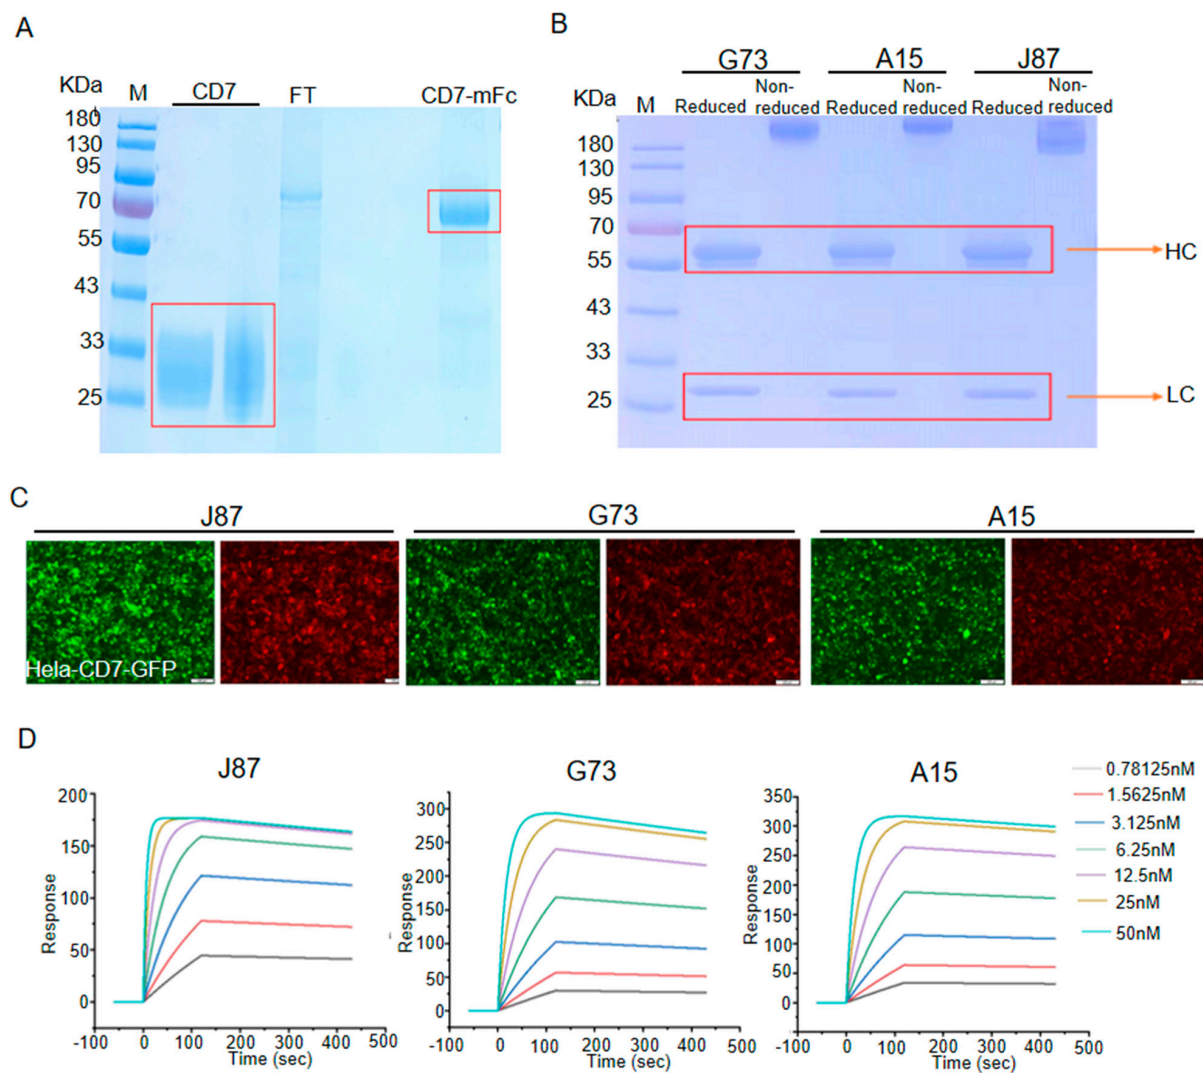 A
KDa M CD7 FT CD7-mFc
180
130
95
70
55
43
33
25
B
G73 A15 J87
KDa M Reduced Non-reduced Reduced Non-reduced Reduced Non-reduced
180
130
95
70
55
43
33
25
HC
LC
C
J87 G73 A15
Hela-CD7-GFP
D
J87
Response
200
150
100
50
0
-100 0 100 200 300 400 500
Time (sec)
G73
Response
300
250
200
150
100
50
0
-100 0 100 200 300 400 500
Time (sec)
A15
Response
350
300
250
200
150
100
50
0
-100 0 100 200 300 400 500
Time (sec)
0.78125nM
1.5625nM
3.125nM
6.25nM
12.5nM
25nM
50nM